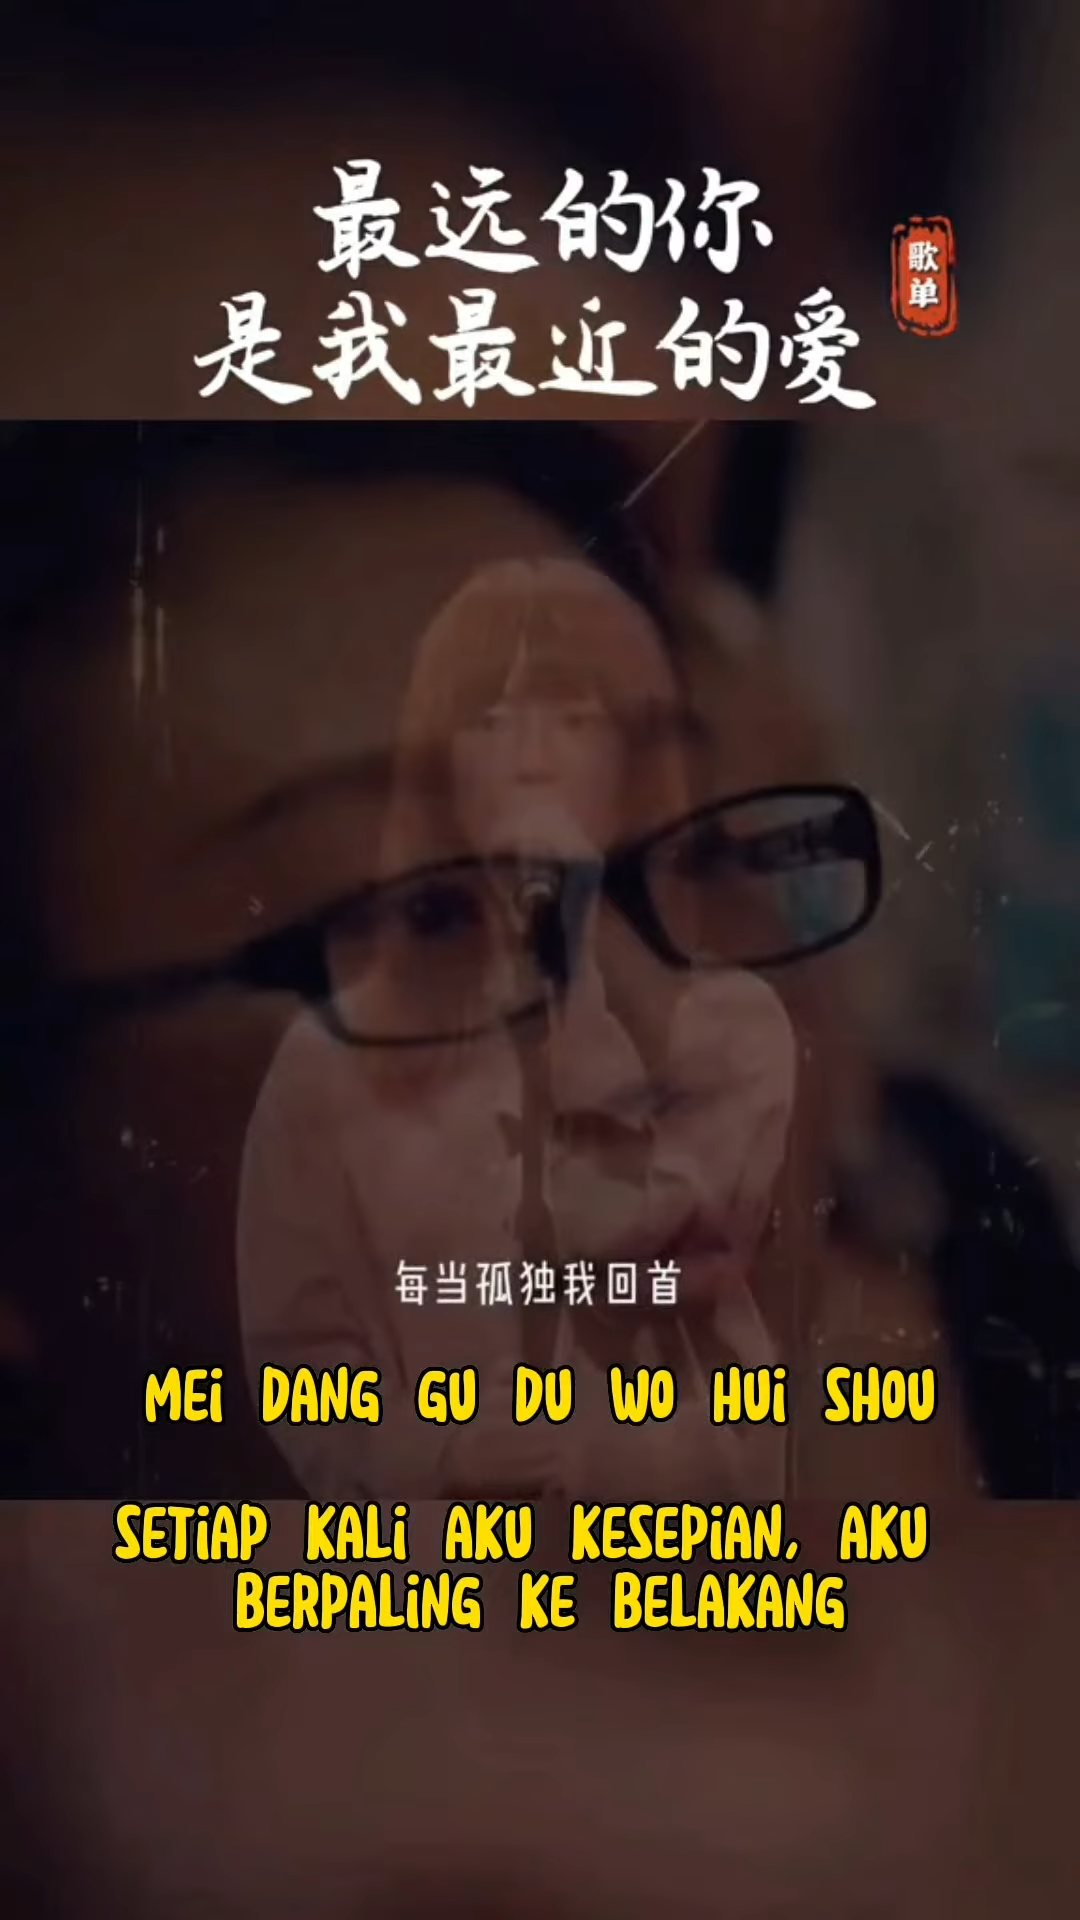 最远的你
是我最近的爱
歌单
每当孤独我回首
MEi DANG GU DU WO HUi SHOU
SETiAP KALi AKU KESEPiAN, AKU
BERPALiNG KE BELAKANG